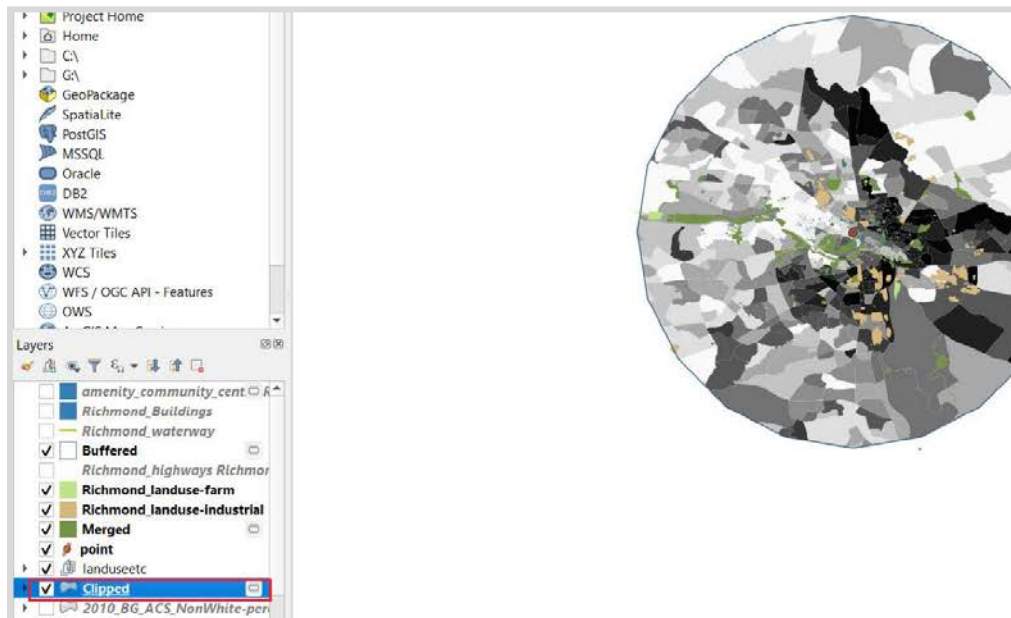 Project Home
Home
C:\
G:\
GeoPackage
SpatiaLite
PostGIS
MSSQL
Oracle
DB2
WMS/WMTS
Vector Tiles
XYZ Tiles
WCS
WFS / OGC API - Features
OWS
Layers
amenity_community_cent
Richmond_Buildings
Richmond_waterway
Buffered
Richmond_highways Richmor
Richmond_landuse-farm
Richmond_landuse-industrial
Merged
point
landuseetc
Clipped
2010_BG_ACS_NonWhite-per